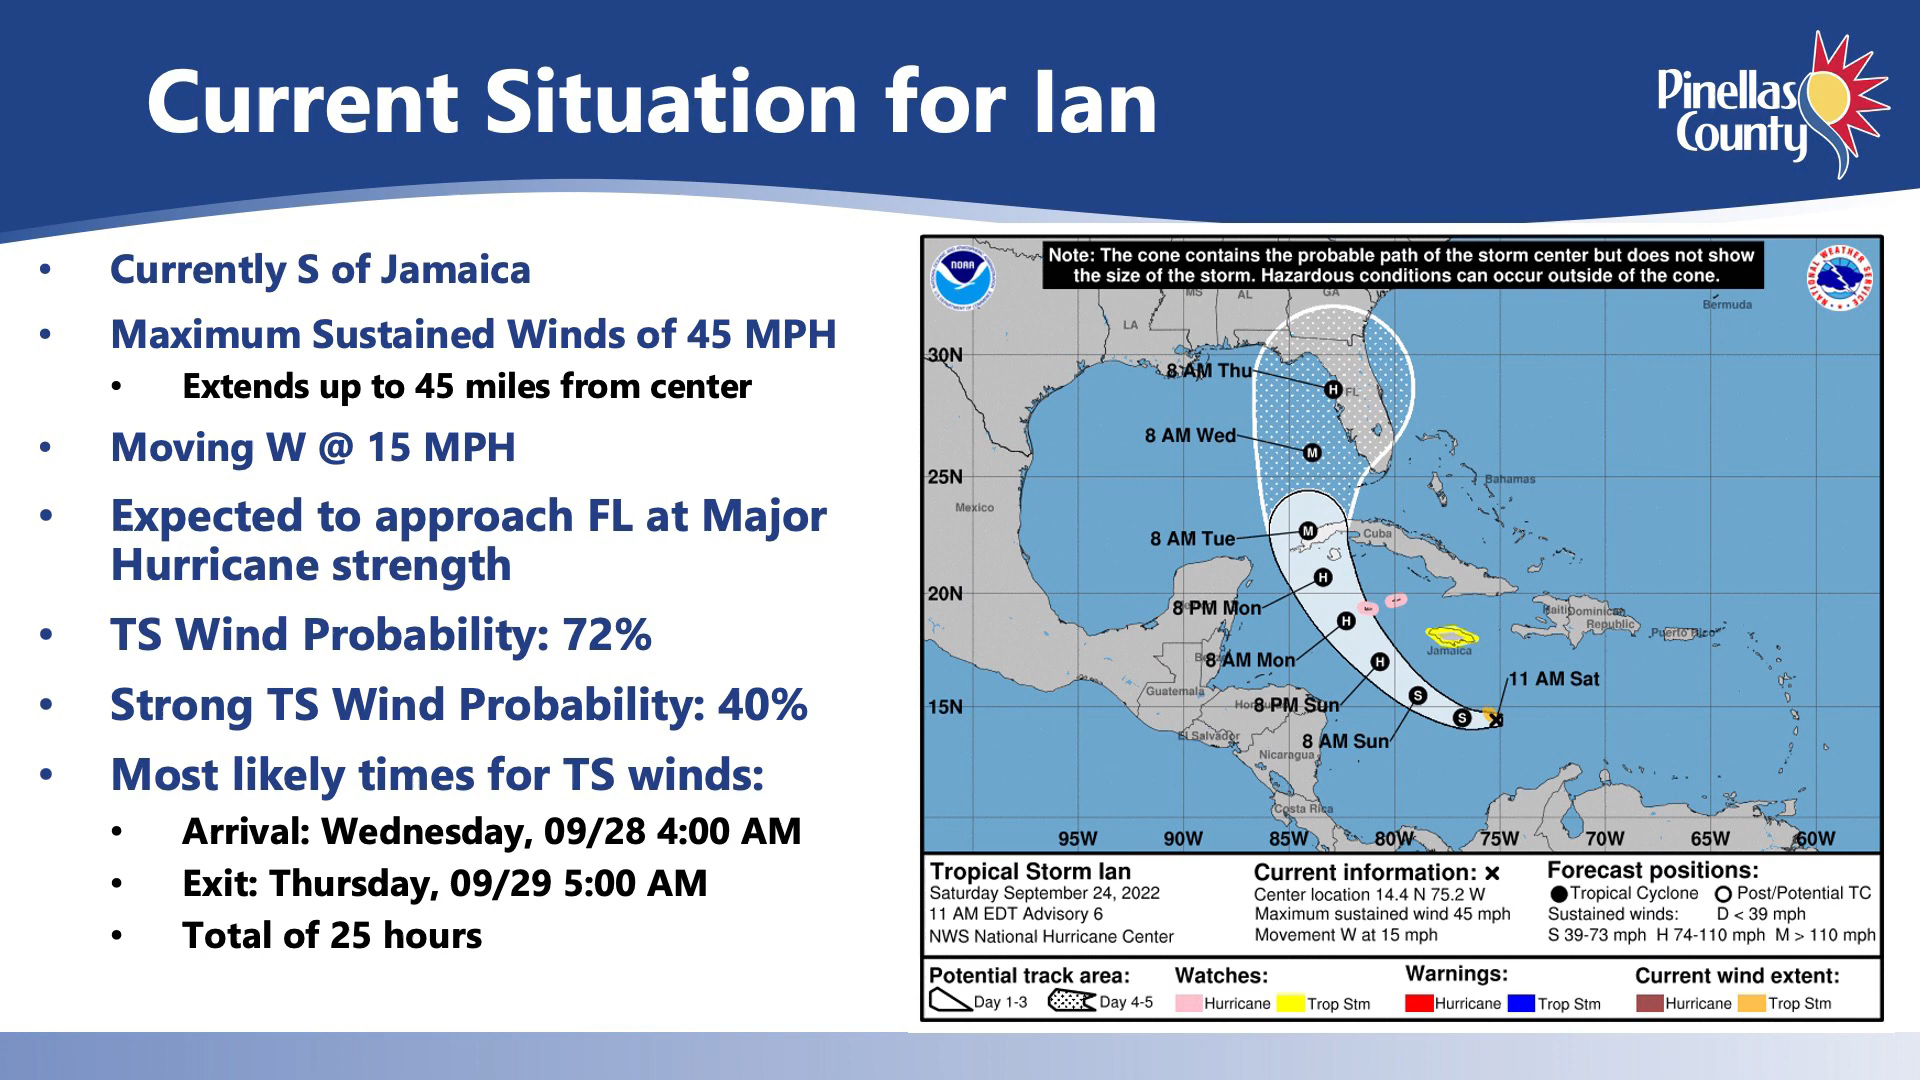 Current Situation for Ian
Pinellas
County
• Currently S of Jamaica
• Maximum Sustained Winds of 45 MPH
• Extends up to 45 miles from center
• Moving W @ 15 MPH
• Expected to approach FL at Major
Hurricane strength
• TS Wind Probability: 72%
• Strong TS Wind Probability: 40%
• Most likely times for TS winds:
• Arrival: Wednesday, 09/28 4:00 AM
• Exit: Thursday, 09/29 5:00 AM
• Total of 25 hours
Note: The cone contains the probable path of the storm center but does not show
the size of the storm. Hazardous conditions can occur outside of the cone.
NOAA
NATIONAL WEATHER SERVICE
MS
AL
GA
Bermuda
LA
30N
8 AM Thu
H
FL
8 AM Wed
M
25N
Bahamas
Mexico
8 AM Tue
M
Cuba
H
20N
8 PM Mon
H
Haiti
Dominican
Republic
Puerto Rico
Jamaica
8 AM Mon
H
11 AM Sat
Guatemala
S
15N
8 PM Sun
S
El Salvador
8 AM Sun
Nicaragua
Costa Rica
95W
90W
85W
80W
75W
70W
65W
60W
Tropical Storm Ian
Saturday September 24, 2022
11 AM EDT Advisory 6
NWS National Hurricane Center
Current information: x
Center location 14.4 N 75.2 W
Maximum sustained wind 45 mph
Movement W at 15 mph
Forecast positions:
Tropical Cyclone Post/Potential TC
Sustained winds: D < 39 mph
S 39-73 mph H 74-110 mph M > 110 mph
Potential track area:
Day 1-3 Day 4-5
Watches:
Hurricane Trop Stm
Warnings:
Hurricane Trop Stm
Current wind extent:
Hurricane Trop Stm